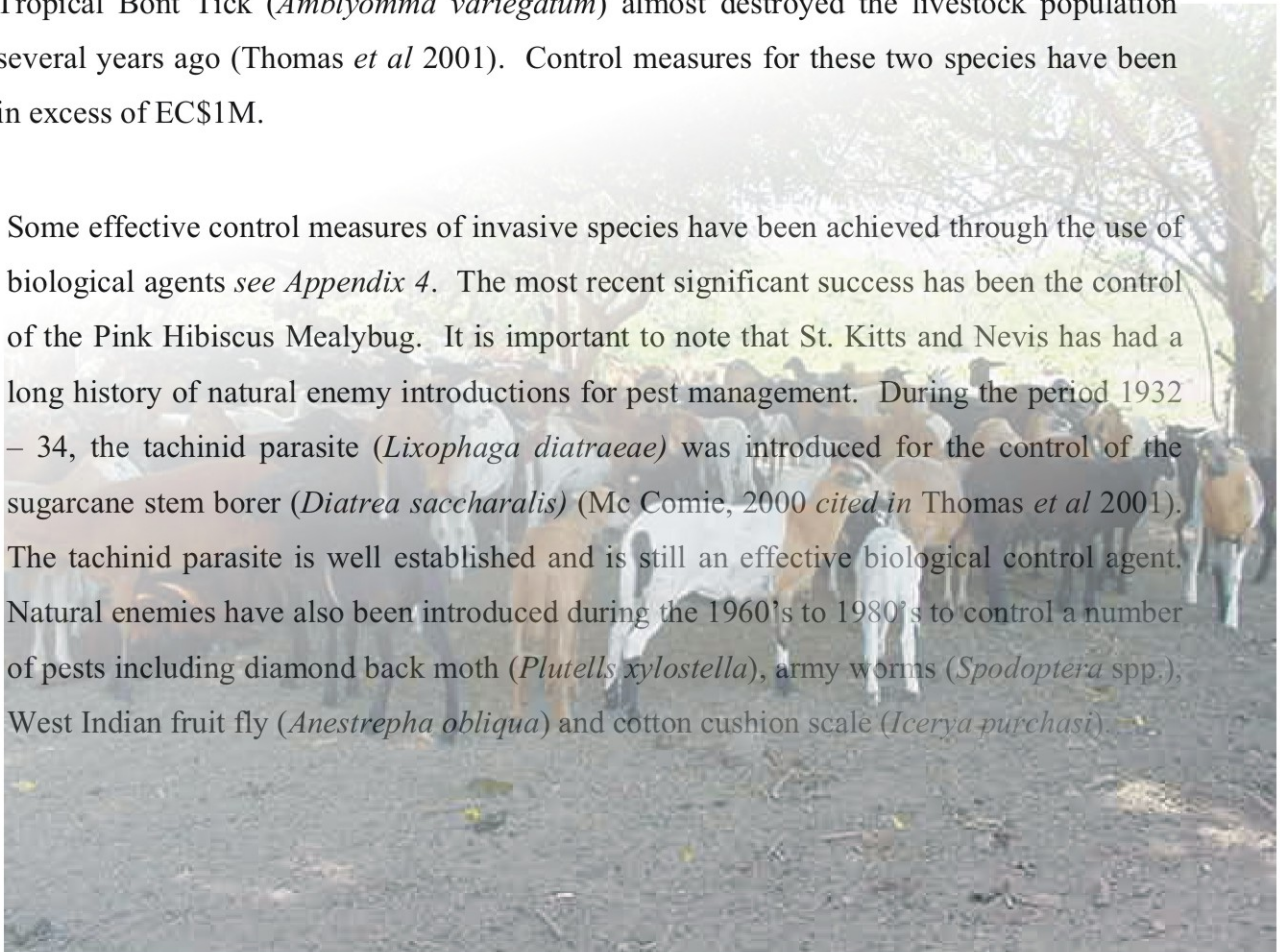 Tropical Bont Tick (Amblyomma variegatum) almost destroyed the livestock population
several years ago (Thomas et al 2001).  Control measures for these two species have been
in excess of EC$1M.
Some effective control measures of invasive species have been achieved through the use of
biological agents see Appendix 4.  The most recent significant success has been the control
of the Pink Hibiscus Mealybug.  It is important to note that St. Kitts and Nevis has had a
long history of natural enemy introductions for pest management.  During the period 1932
– 34, the tachinid parasite (Lixophaga diatraeae) was introduced for the control of the
sugarcane stem borer (Diatrea saccharalis) (Mc Comie, 2000 cited in Thomas et al 2001).
The tachinid parasite is well established and is still an effective biological control agent.
Natural enemies have also been introduced during the 1960’s to 1980’s to control a number
of pests including diamond back moth (Plutells xylostella), army worms (Spodoptera spp.),
West Indian fruit fly (Anestrepha obliqua) and cotton cushion scale (Icerya purchasi).